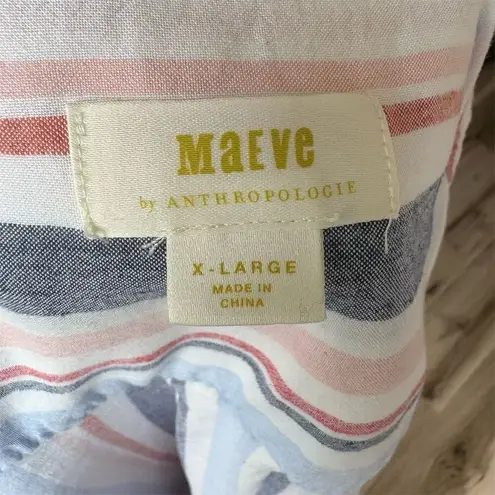 MaEVe
by ANTHROPOLOGIE
X-LARGE
MADE IN
CHINA